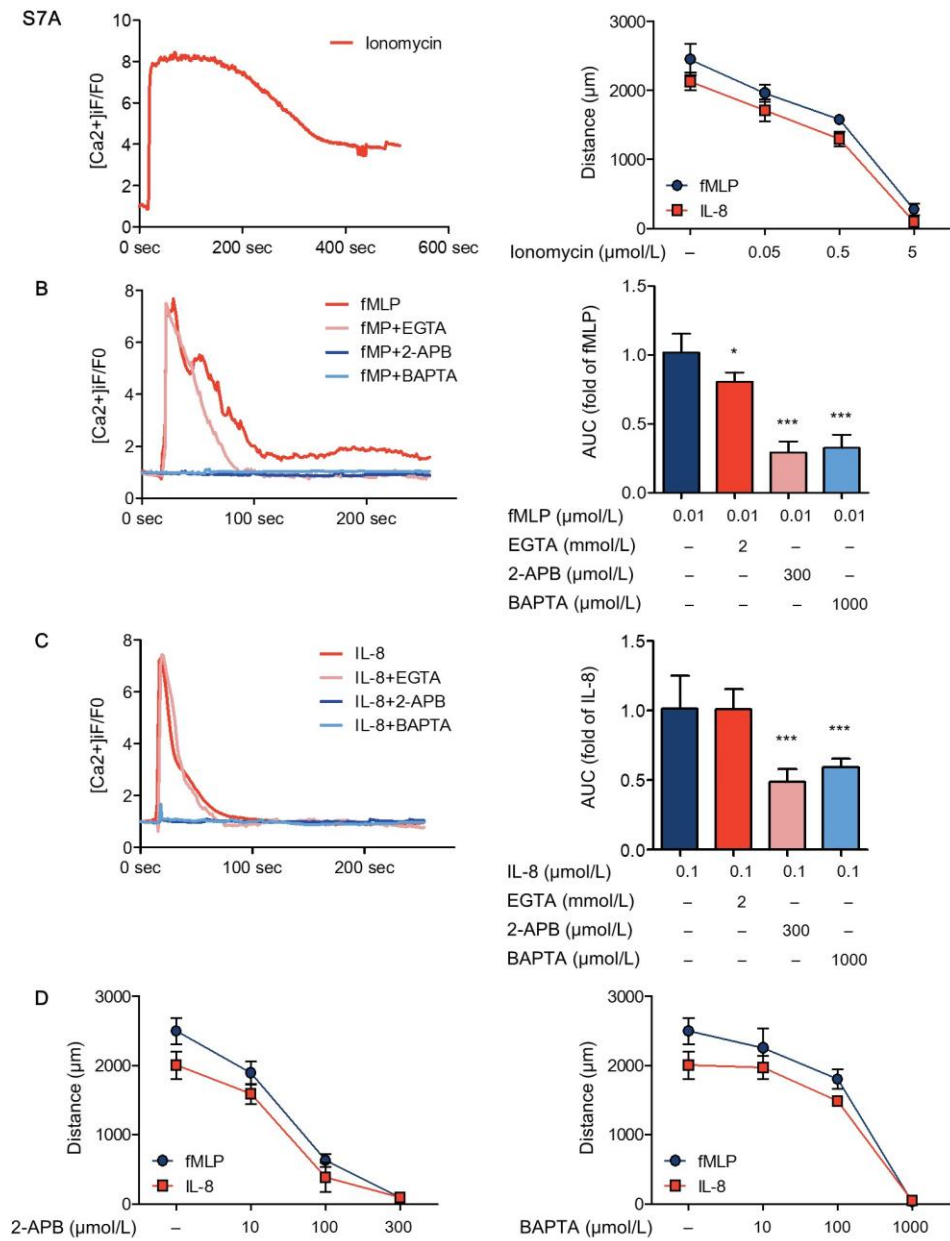 S7A
10
8
6
4
2
0
[Ca2+]iF/F0
Ionomycin
0 sec 200 sec 400 sec 600 sec
3000
2000
1000
0
Distance (µm)
fMLP
IL-8
Ionomycin (µmol/L) – 0.05 0.5 5
B
8
6
4
2
0
[Ca2+]iF/F0
fMLP
fMP+EGTA
fMP+2-APB
fMP+BAPTA
0 sec 100 sec 200 sec
1.5
1.0
0.5
0.0
AUC (fold of fMLP)
* *** ***
fMLP (µmol/L) 0.01 0.01 0.01 0.01
EGTA (mmol/L) – 2 – –
2-APB (µmol/L) – – 300 –
BAPTA (µmol/L) – – – 1000
C
8
6
4
2
0
[Ca2+]iF/F0
IL-8
IL-8+EGTA
IL-8+2-APB
IL-8+BAPTA
0 sec 100 sec 200 sec
1.5
1.0
0.5
0.0
AUC (fold of IL-8)
*** ***
IL-8 (µmol/L) 0.1 0.1 0.1 0.1
EGTA (mmol/L) – 2 – –
2-APB (µmol/L) – – 300 –
BAPTA (µmol/L) – – – 1000
D
3000
2000
1000
0
Distance (µm)
fMLP
IL-8
2-APB (µmol/L) – 10 100 300
3000
2000
1000
0
Distance (µm)
fMLP
IL-8
BAPTA (µmol/L) – 10 100 1000